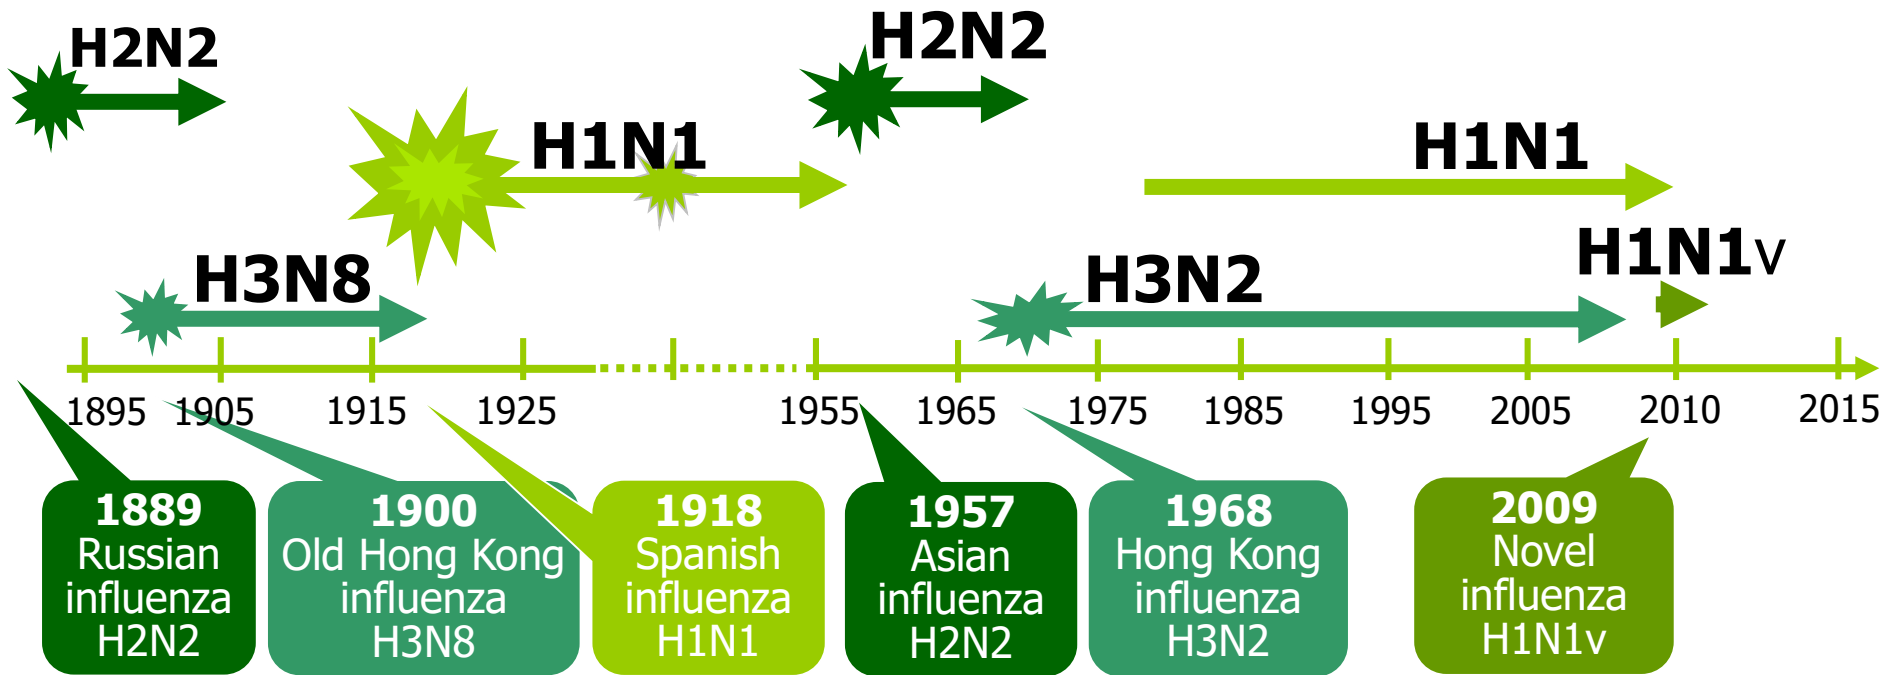 H2N2
H2N2
H1N1
H1N1
H3N8
H3N2
H1N1v
1895 1905 1915 1925 1955 1965 1975 1985 1995 2005 2010 2015
1889
Russian
influenza
H2N2
1900
Old Hong Kong
influenza
H3N8
1918
Spanish
influenza
H1N1
1957
Asian
influenza
H2N2
1968
Hong Kong
influenza
H3N2
2009
Novel
influenza
H1N1v